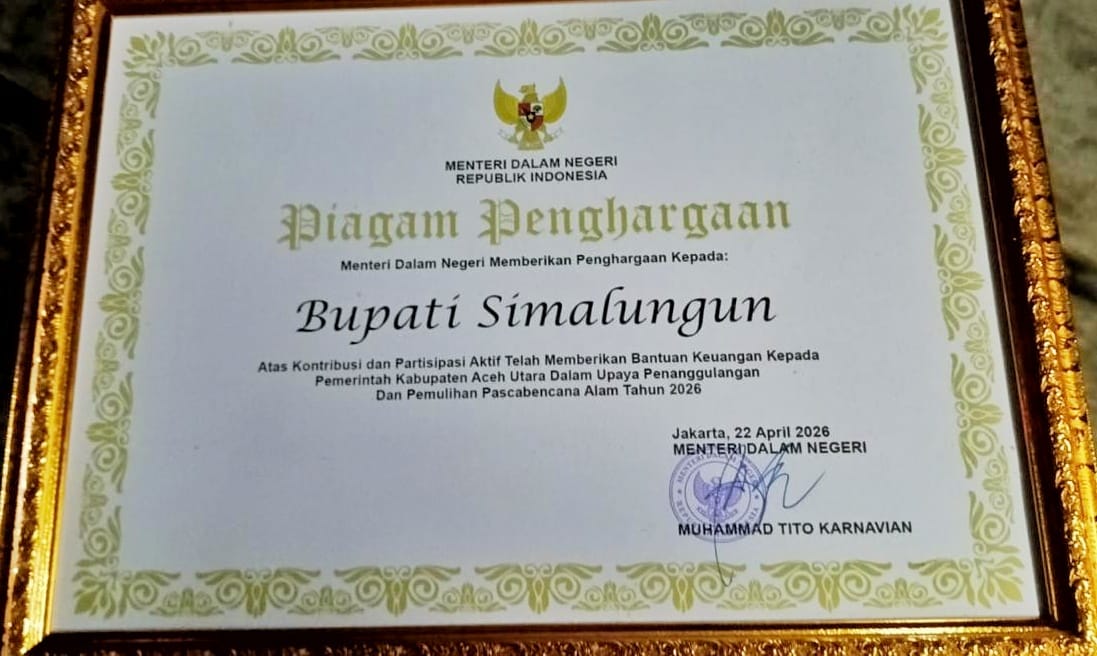 MENTERI DALAM NEGERI
REPUBLIK INDONESIA
Piagam Penghargaan
Menteri Dalam Negeri Memberikan Penghargaan Kepada:
Bupati Simalungun
Atas Kontribusi dan Partisipasi Aktif Telah Memberikan Bantuan Keuangan Kepada
Pemerintah Kabupaten Aceh Utara Dalam Upaya Penanggulangan
Dan Pemulihan Pascabencana Alam Tahun 2026
Jakarta, 22 April 2026
MENTERI DALAM NEGERI
MUHAMMAD TITO KARNAVIAN